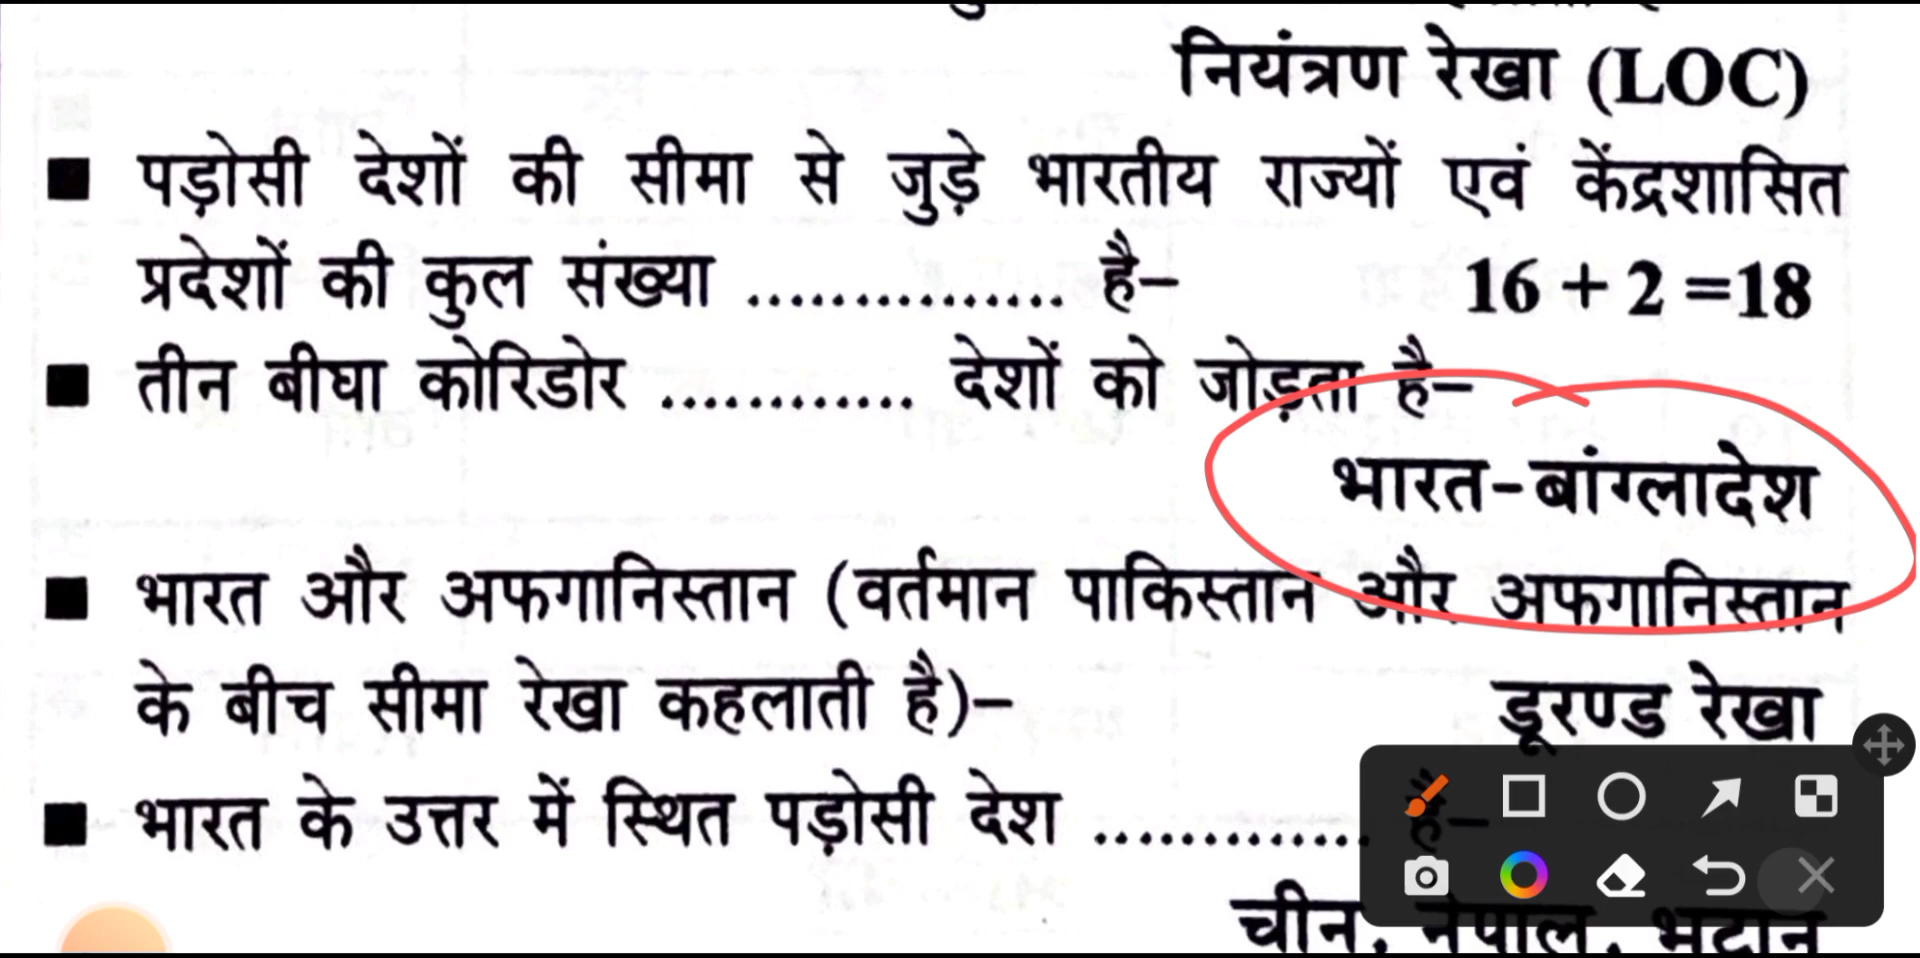 नियंत्रण रेखा (LOC)
■ पड़ोसी देशों की सीमा से जुड़े भारतीय राज्यों एवं केंद्रशासित
प्रदेशों की कुल संख्या ............... है– 16 + 2 =18
■ तीन बीघा कोरिडोर ............ देशों को जोड़ता है–
भारत-बांग्लादेश
■ भारत और अफगानिस्तान (वर्तमान पाकिस्तान और अफगानिस्तान
के बीच सीमा रेखा कहलाती है)– डूरण्ड रेखा
■ भारत के उत्तर में स्थित पड़ोसी देश ............. हैं–
चीन, नेपाल, भूटान